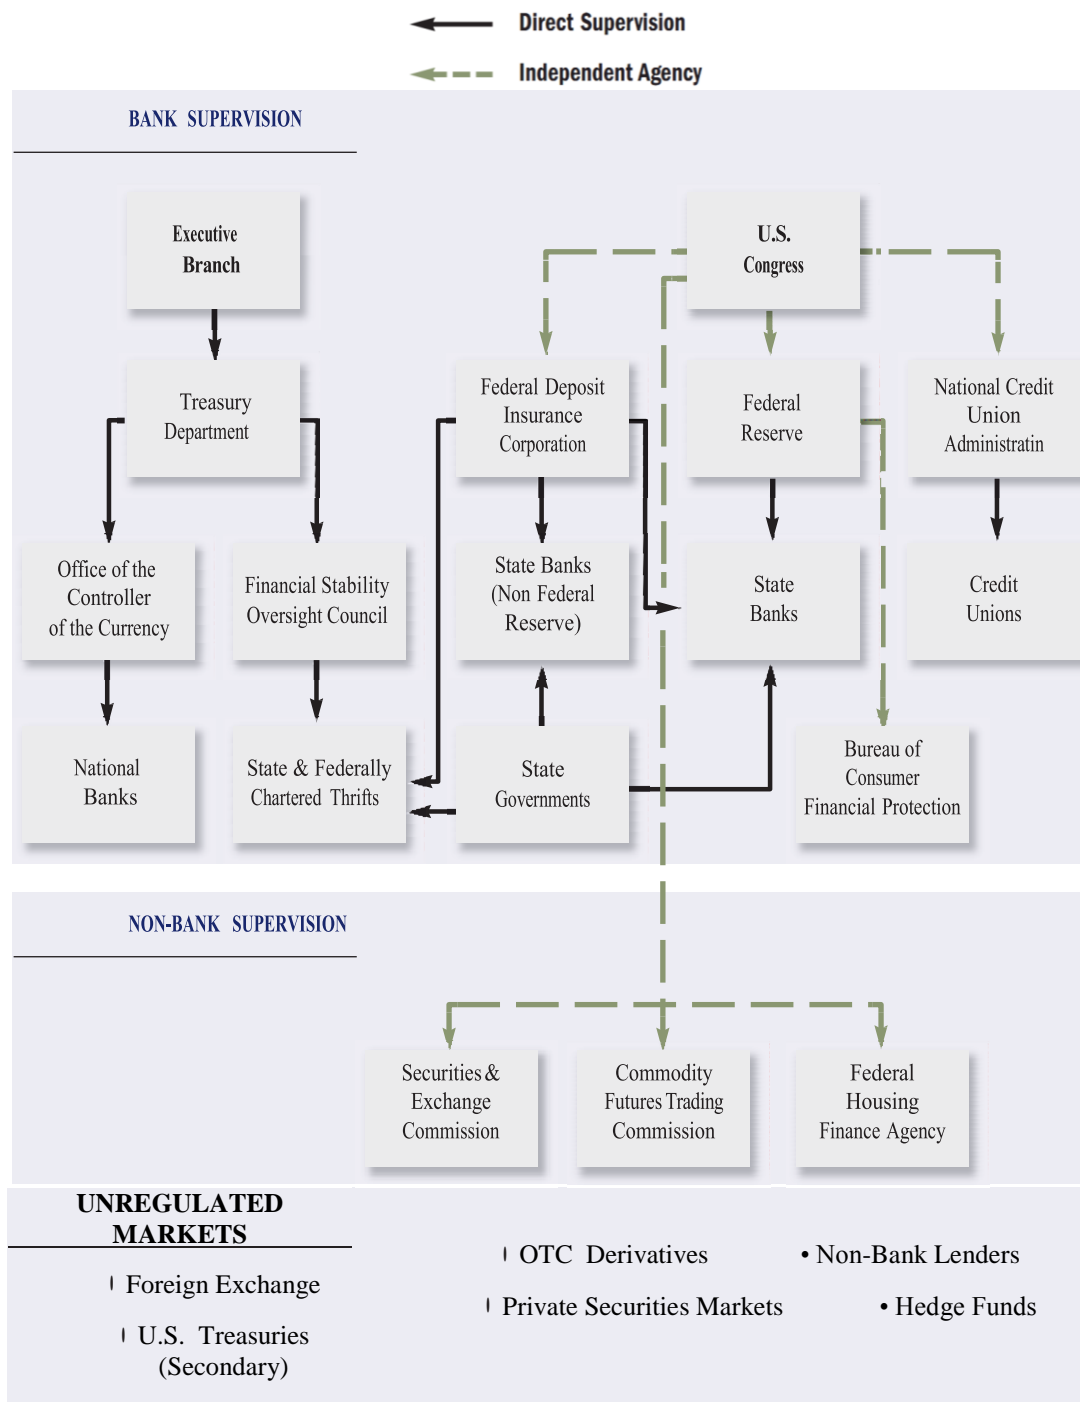 Direct Supervision
Independent Agency
BANK SUPERVISION
Executive
Branch
U.S.
Congress
Treasury
Department
Federal Deposit
Insurance
Corporation
Federal
Reserve
National Credit
Union
Administratin
Office of the
Controller
of the Currency
Financial Stability
Oversight Council
State Banks
(Non Federal
Reserve)
State
Banks
Credit
Unions
National
Banks
State & Federally
Chartered Thrifts
State
Governments
Bureau of
Consumer
Financial Protection
NON-BANK SUPERVISION
Securities &
Exchange
Commission
Commodity
Futures Trading
Commission
Federal
Housing
Finance Agency
UNREGULATED
MARKETS
Foreign Exchange
U.S. Treasuries
(Secondary)
OTC Derivatives
Private Securities Markets
• Non-Bank Lenders
• Hedge Funds